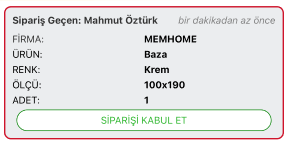 Sipariş Geçen: Mahmut Öztürk bir dakikadan az önce
FİRMA: MEMHOME
ÜRÜN: Baza
RENK: Krem
ÖLÇÜ: 100x190
ADET: 1
SİPARİŞİ KABUL ET